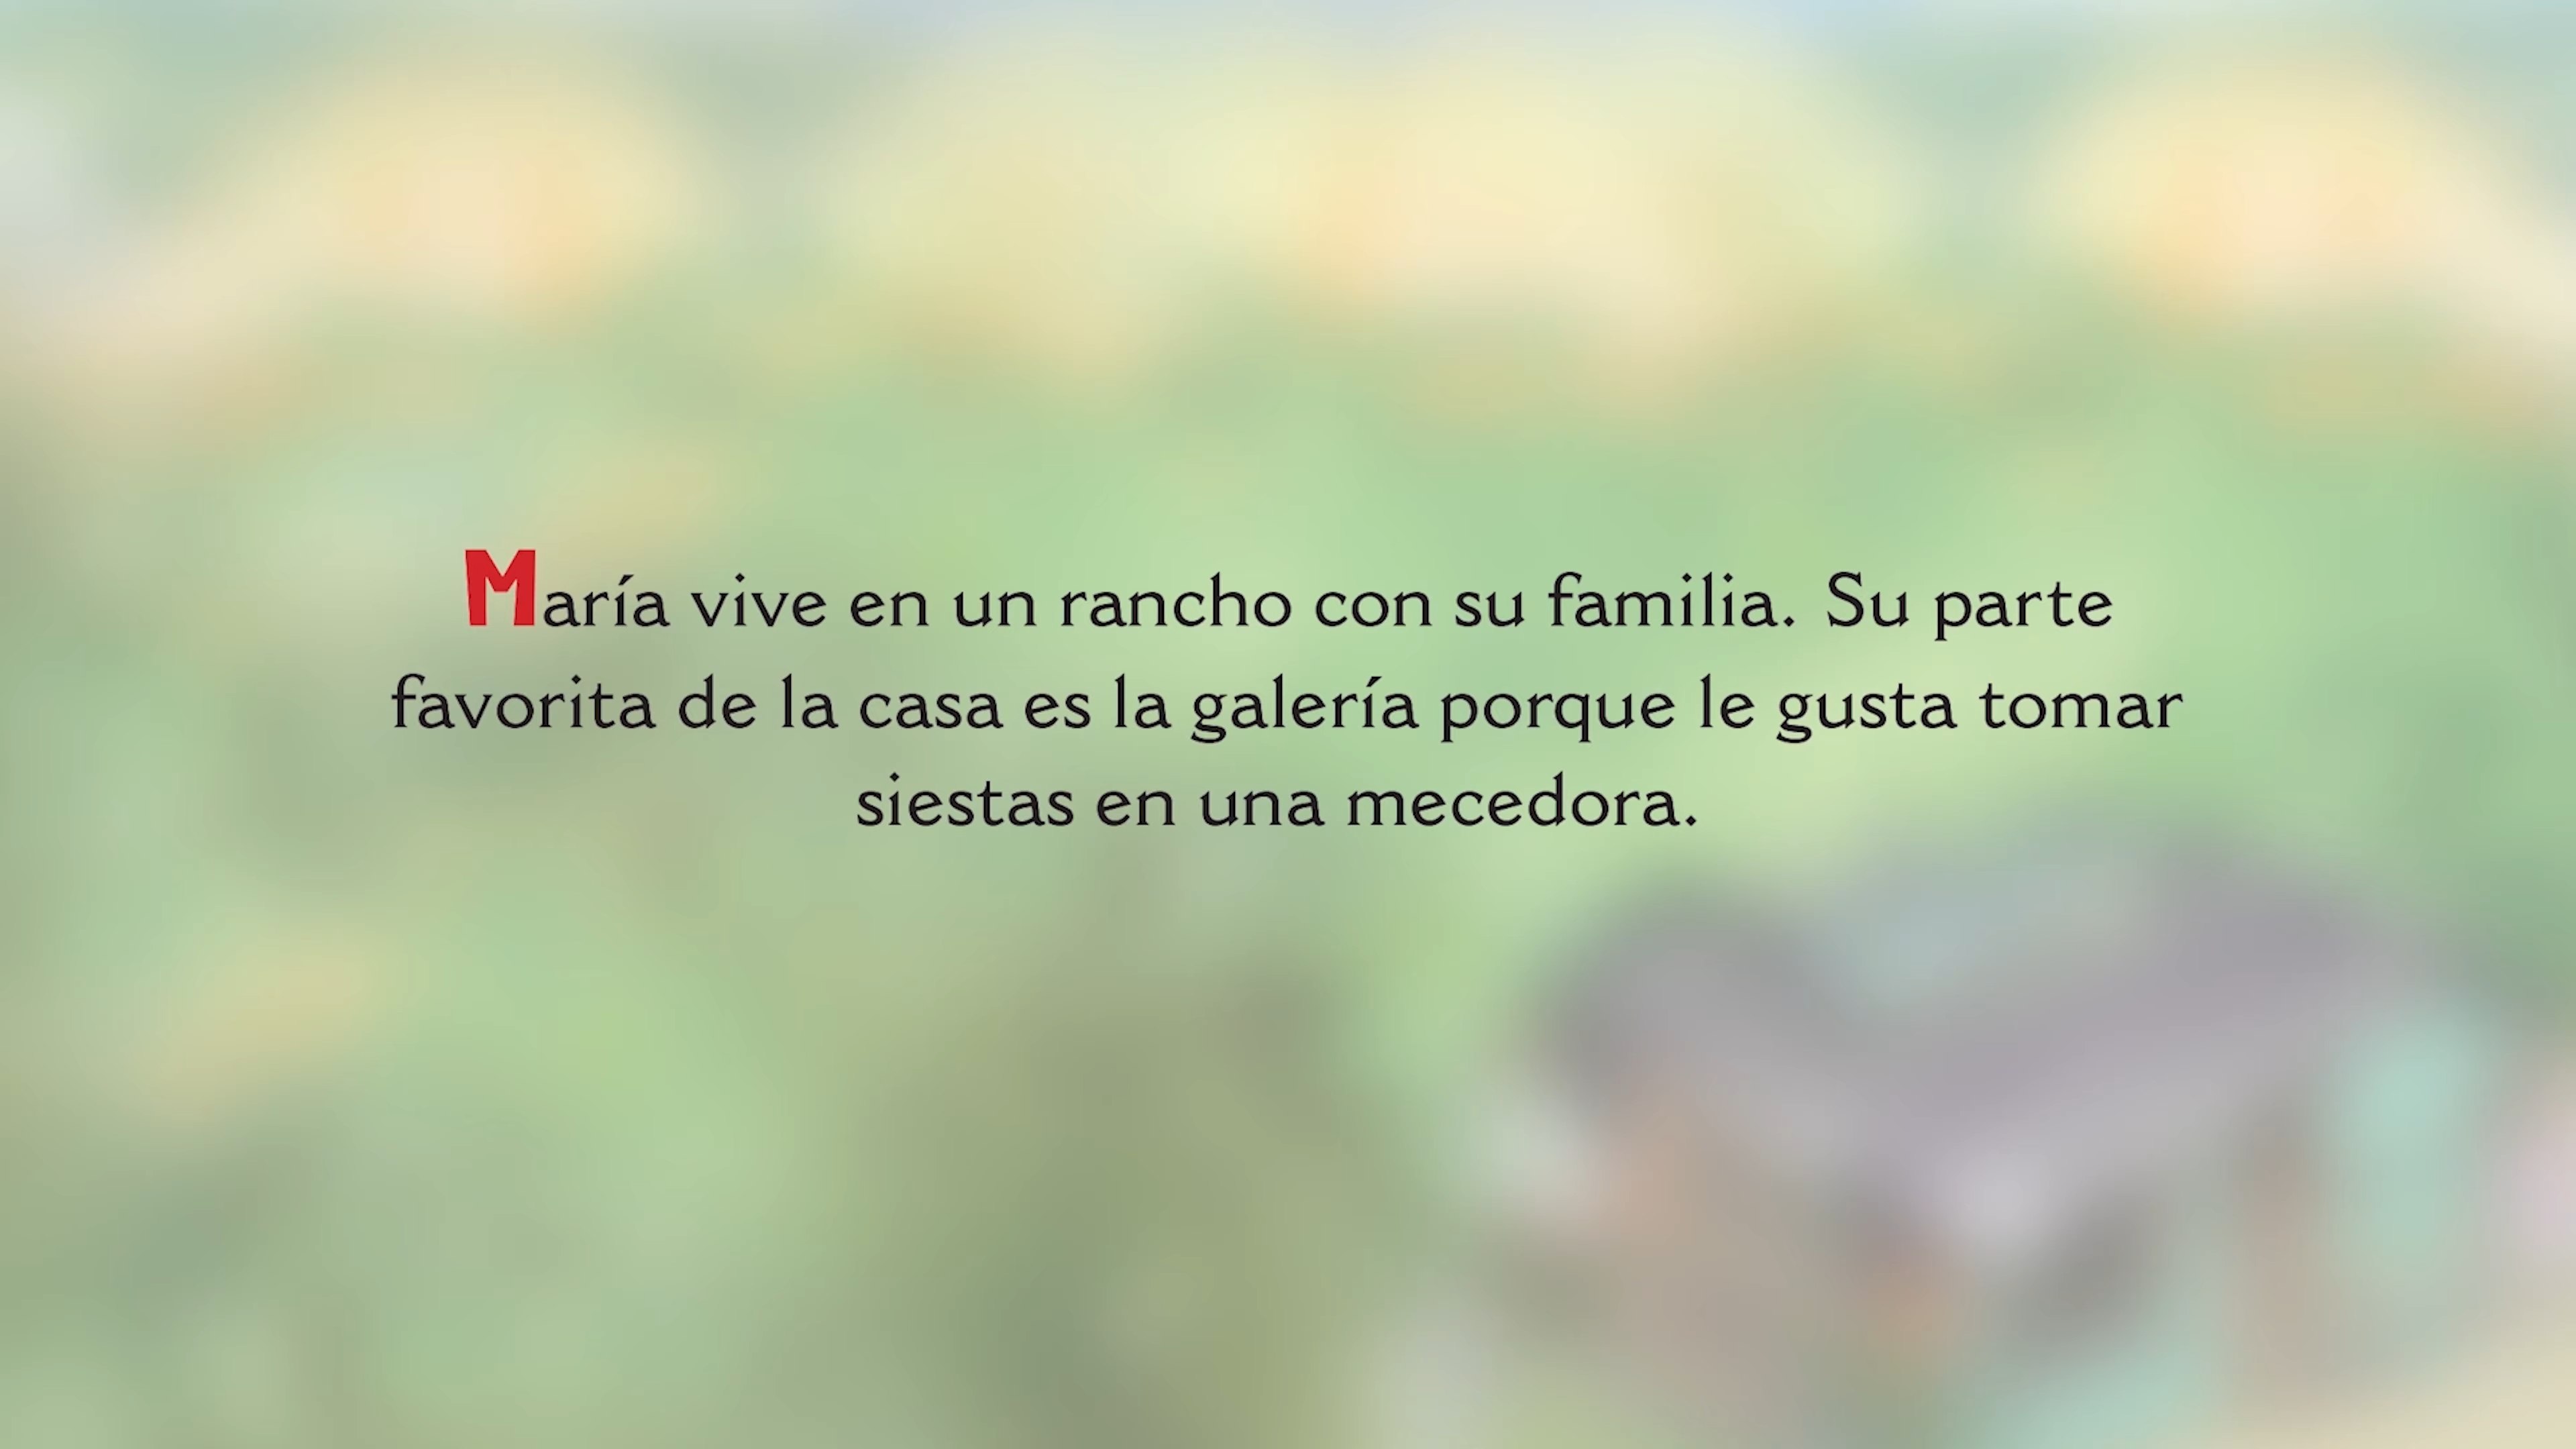 María vive en un rancho con su familia. Su parte
favorita de la casa es la galería porque le gusta tomar
siestas en una mecedora.